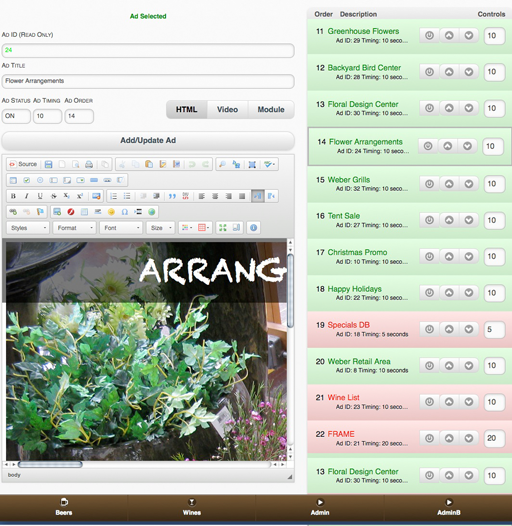 Ad Selected
Ad ID (Read Only)
24
Ad Title
Flower Arrangements
Ad Status Ad Timing Ad Order
ON 10 14
HTML Video Module
Add/Update Ad
Source
B I U S
Styles Format Font Size
ARRANG
body
Order Description Controls
11 Greenhouse Flowers
Ad ID: 29 Timing: 10 seco... 10
12 Backyard Bird Center
Ad ID: 28 Timing: 10 seco... 10
13 Floral Design Center
Ad ID: 30 Timing: 10 seco... 10
14 Flower Arrangements
Ad ID: 24 Timing: 10 seco... 10
15 Weber Grills
Ad ID: 32 Timing: 10 seco... 10
16 Tent Sale
Ad ID: 27 Timing: 10 seco... 10
17 Christmas Promo
Ad ID: 10 Timing: 10 seco... 10
18 Happy Holidays
Ad ID: 22 Timing: 10 seco... 10
19 Specials DB
Ad ID: 18 Timing: 5 seconds 5
20 Weber Retail Area
Ad ID: 8 Timing: 10 seconds 10
21 Wine List
Ad ID: 23 Timing: 10 seco... 10
22 FRAME
Ad ID: 21 Timing: 20 seco... 20
13 Floral Design Center
Ad ID: 30 Timing: 10 seco... 10
Beers Wines Admin AdminB